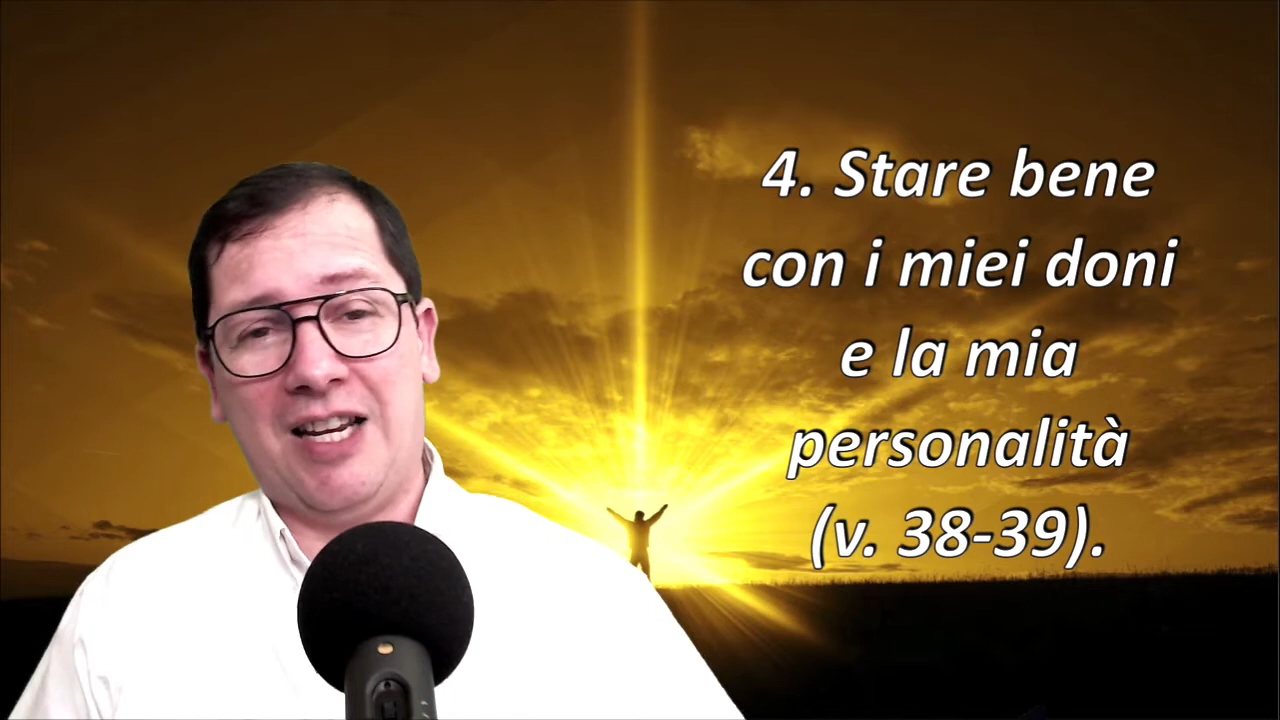 4. Stare bene
con i miei doni
e la mia
personalità
(v. 38-39).